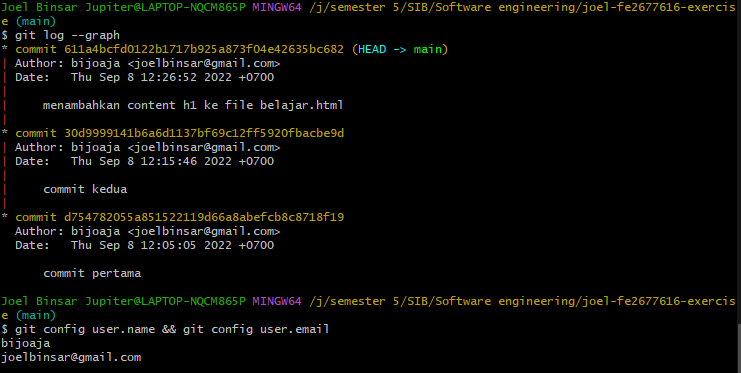 Joel Binsar Jupiter@LAPTOP-NQCM865P MINGW64 /j/semester 5/SIB/Software engineering/joel-fe2677616-exercis
e (main)
$ git log --graph
* commit 611a4bcfd0122b1717b925a873f04e42635bc682 (HEAD -> main)
| Author: bijoaja <joelbinsar@gmail.com>
| Date:   Thu Sep 8 12:26:52 2022 +0700
|
|     menambahkan content h1 ke file belajar.html
|
* commit 30d9999141b6a6d1137bf69c12ff5920fbacbe9d
| Author: bijoaja <joelbinsar@gmail.com>
| Date:   Thu Sep 8 12:15:46 2022 +0700
|
|     commit kedua
|
* commit d754782055a851522119d66a8abefcb8c8718f19
  Author: bijoaja <joelbinsar@gmail.com>
  Date:   Thu Sep 8 12:05:05 2022 +0700

      commit pertama

Joel Binsar Jupiter@LAPTOP-NQCM865P MINGW64 /j/semester 5/SIB/Software engineering/joel-fe2677616-exercis
e (main)
$ git config user.name && git config user.email
bijoaja
joelbinsar@gmail.com